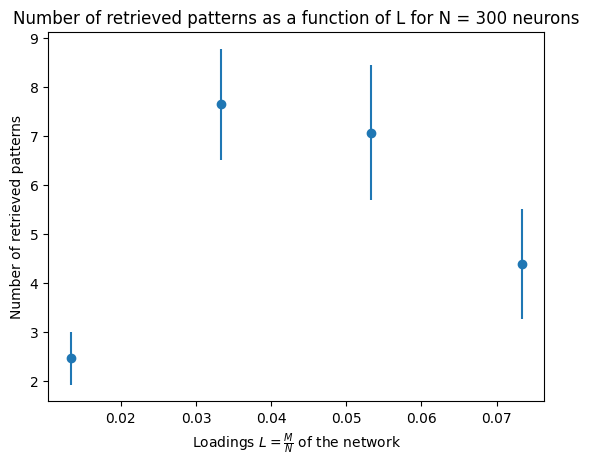 Number of retrieved patterns as a function of L for N = 300 neurons
Number of retrieved patterns
9
8
7
6
5
4
3
2
0.02 0.03 0.04 0.05 0.06 0.07
Loadings $L = \frac{M}{N}$ of the network